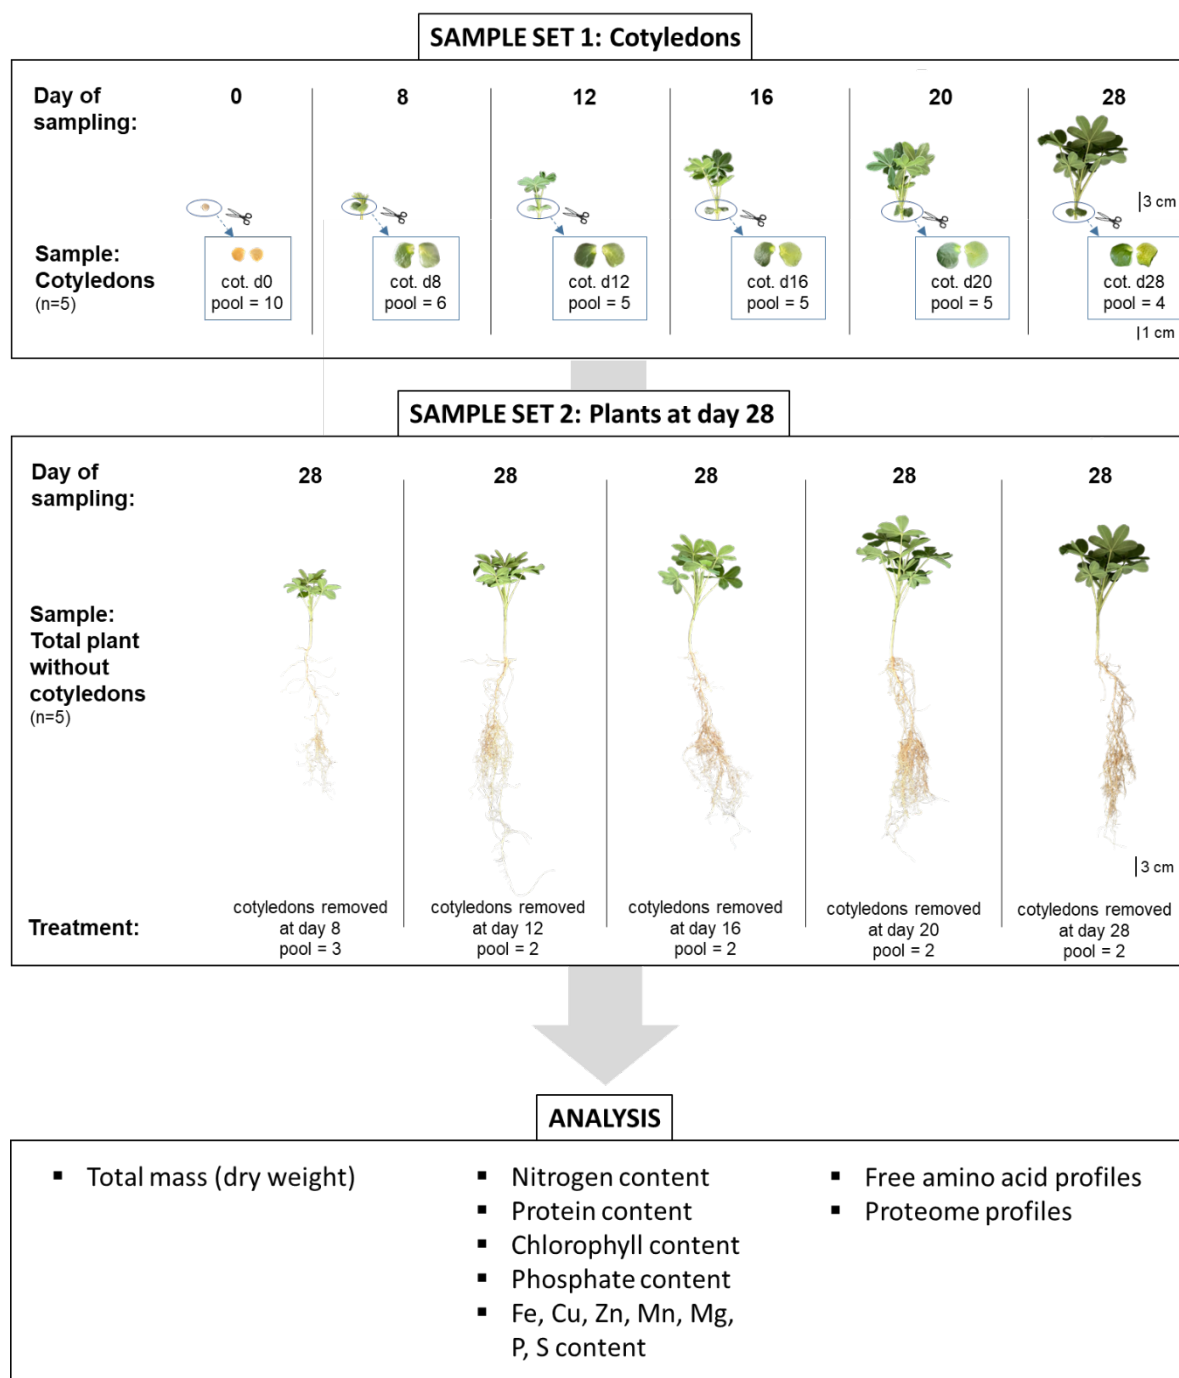 SAMPLE SET 1: Cotyledons
Day of
sampling:
0
8
12
16
20
28
3 cm
Sample:
Cotyledons
(n=5)
cot. d0
pool = 10
cot. d8
pool = 6
cot. d12
pool = 5
cot. d16
pool = 5
cot. d20
pool = 5
cot. d28
pool = 4
1 cm
SAMPLE SET 2: Plants at day 28
Day of
sampling:
28
28
28
28
28
Sample:
Total plant
without
cotyledons
(n=5)
3 cm
Treatment:
cotyledons removed
at day 8
pool = 3
cotyledons removed
at day 12
pool = 2
cotyledons removed
at day 16
pool = 2
cotyledons removed
at day 20
pool = 2
cotyledons removed
at day 28
pool = 2
ANALYSIS
▪ Total mass (dry weight)
▪ Nitrogen content
▪ Protein content
▪ Chlorophyll content
▪ Phosphate content
▪ Fe, Cu, Zn, Mn, Mg,
P, S content
▪ Free amino acid profiles
▪ Proteome profiles